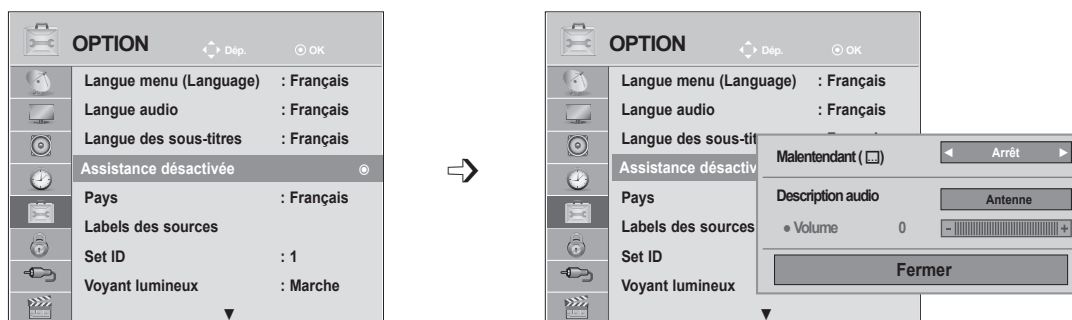 OPTION Dép. OK
Langue menu (Language) : Français
Langue audio : Français
Langue des sous-titres : Français
Assistance désactivée
Pays : Français
Labels des sources
Set ID : 1
Voyant lumineux : Marche
OPTION Dép. OK
Langue menu (Language) : Français
Langue audio : Français
Langue des sous-tit
Assistance désactiv
Pays
Labels des sources
Set ID
Voyant lumineux
Malentendant ( ) Arrêt
Description audio Antenne
• Volume 0 - +
Fermer